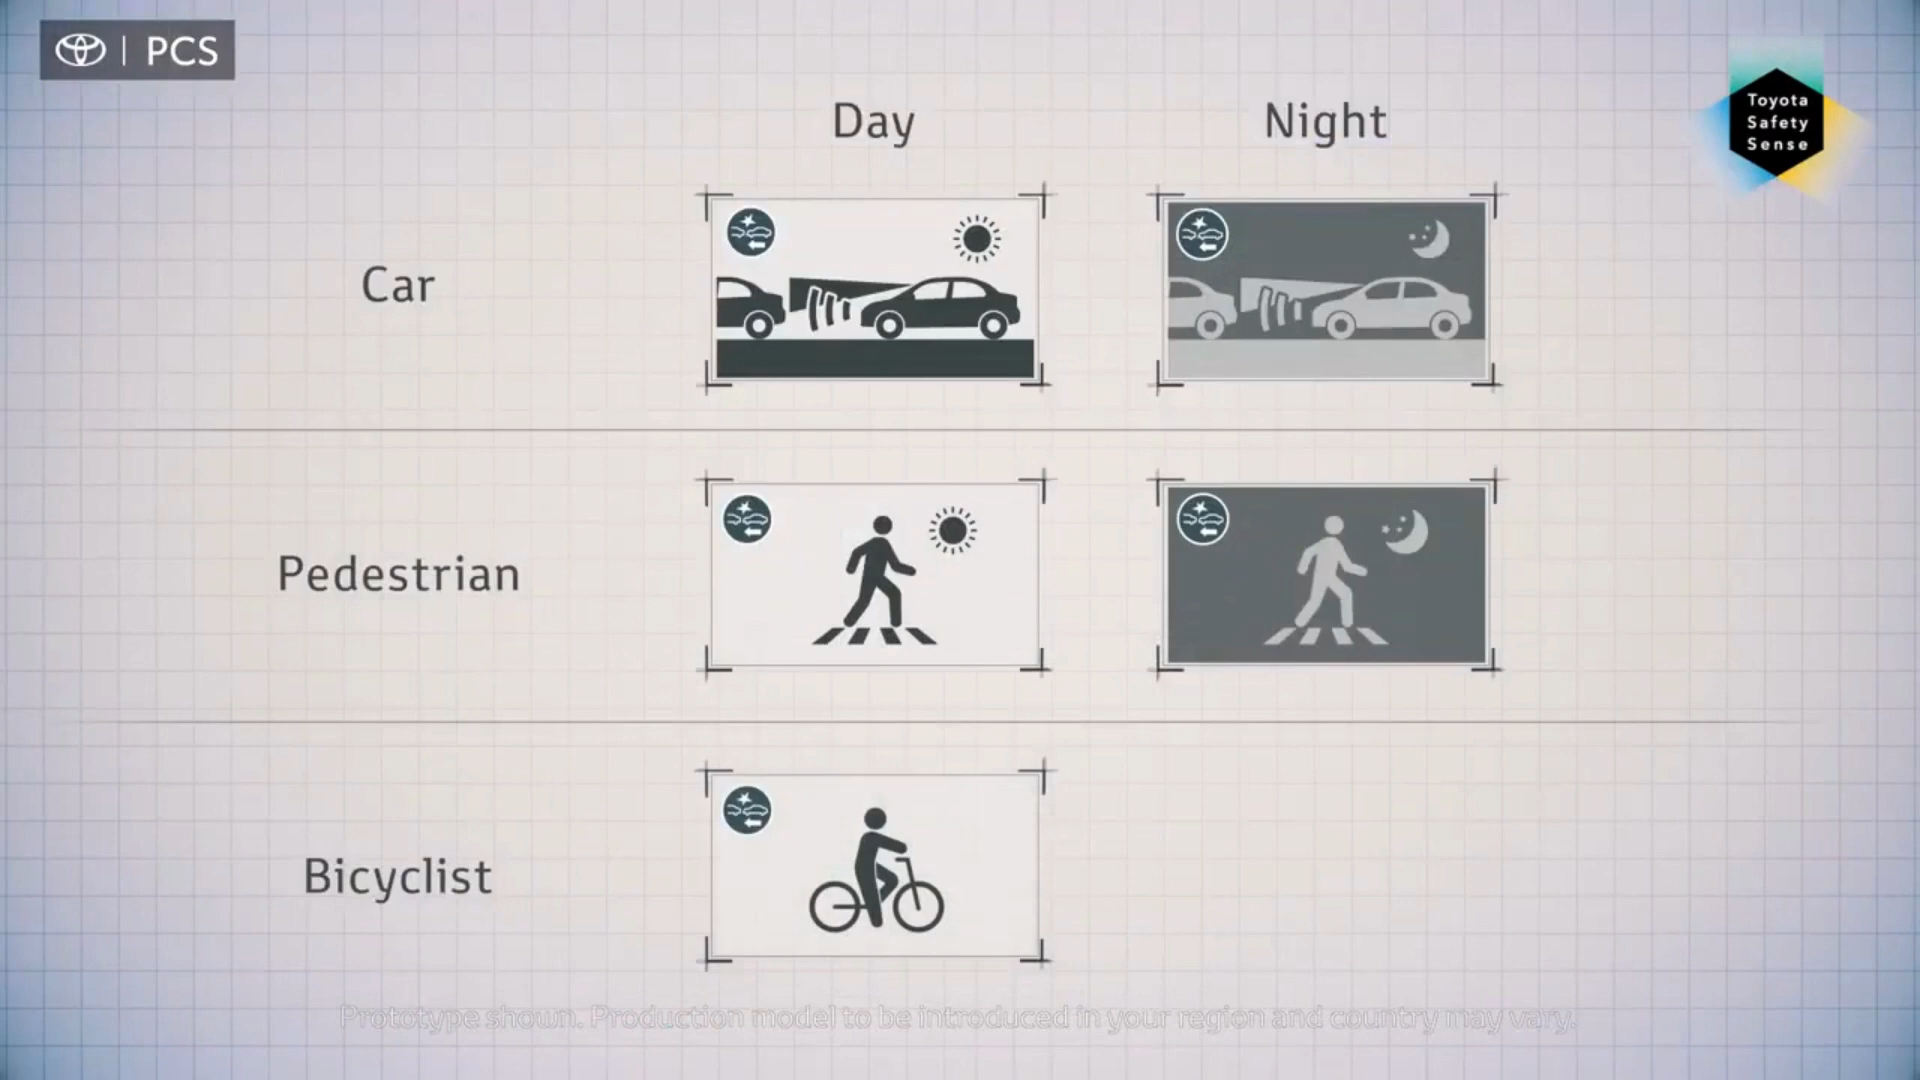 PCS
Day
Night
Toyota
Safety
Sense
Car
Pedestrian
Bicyclist
Prototype shown. Production model to be introduced in your region and country may vary.